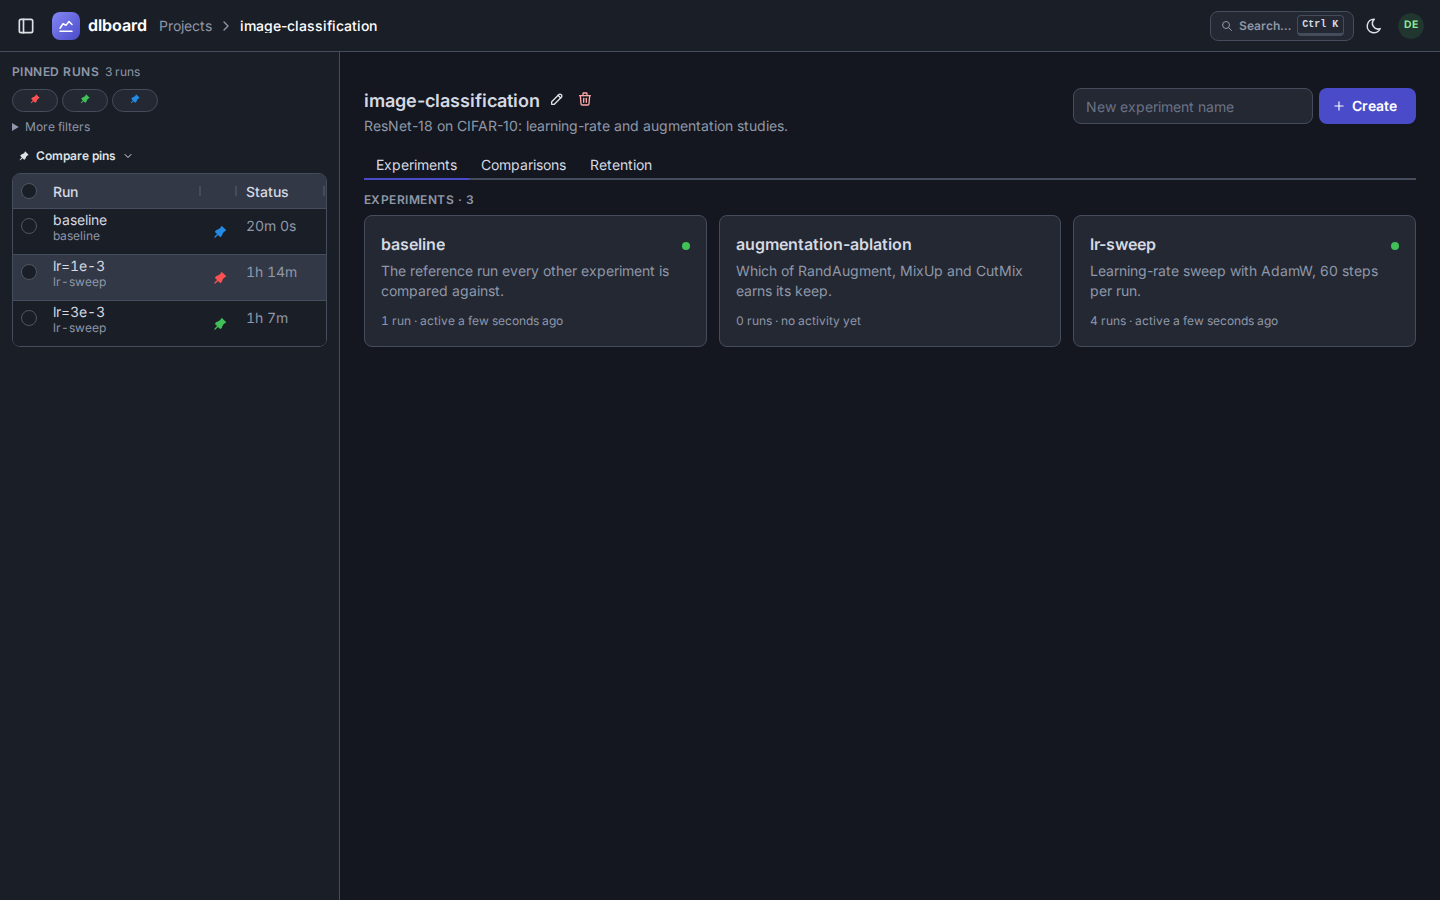 dlboard Projects image-classification Search... Ctrl K DE
PINNED RUNS 3 runs
More filters
Compare pins
Run Status
baseline 20m 0s
baseline
lr=1e-3 1h 14m
lr-sweep
lr=3e-3 1h 7m
lr-sweep
image-classification
ResNet-18 on CIFAR-10: learning-rate and augmentation studies.
New experiment name Create
Experiments Comparisons Retention
EXPERIMENTS · 3
baseline
The reference run every other experiment is
compared against.
1 run · active a few seconds ago
augmentation-ablation
Which of RandAugment, MixUp and CutMix
earns its keep.
0 runs · no activity yet
lr-sweep
Learning-rate sweep with AdamW, 60 steps
per run.
4 runs · active a few seconds ago